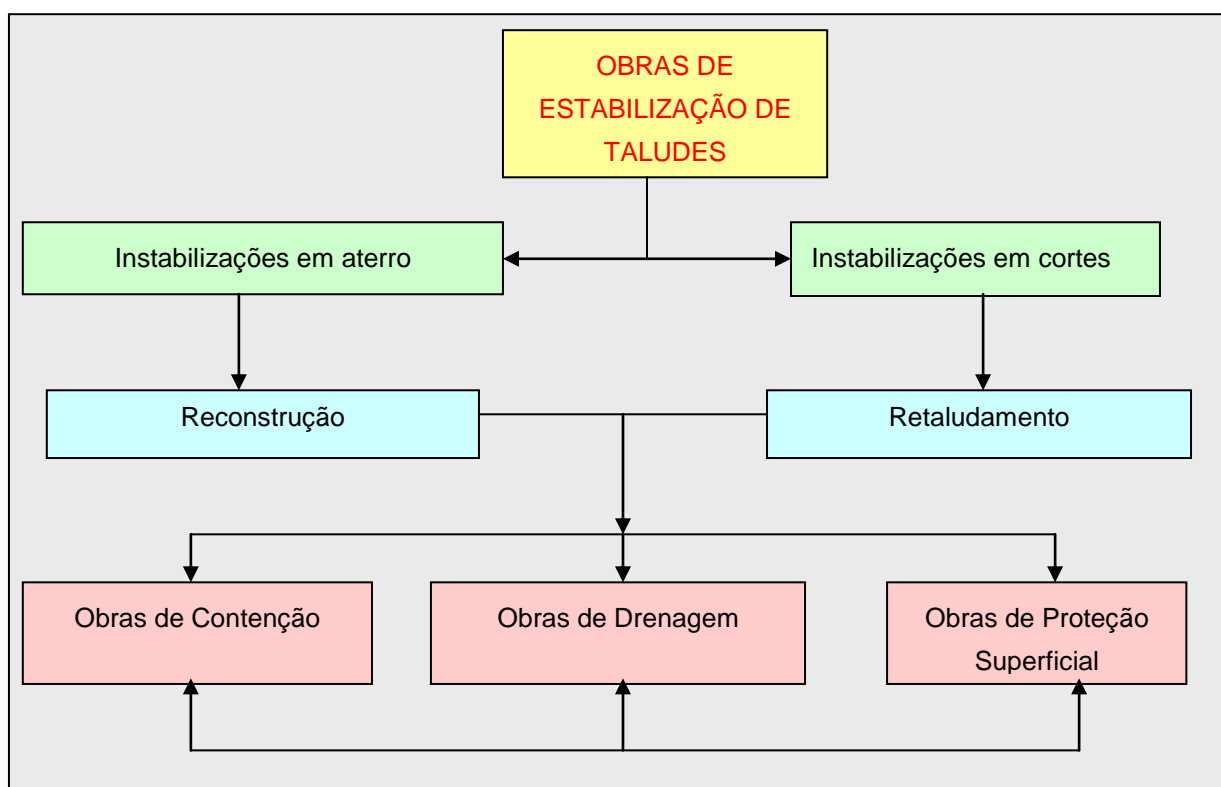 OBRAS DE
ESTABILIZAÇÃO DE
TALUDES
Instabilizações em aterro
Instabilizações em cortes
Reconstrução
Retaludamento
Obras de Contenção
Obras de Drenagem
Obras de Proteção
Superficial